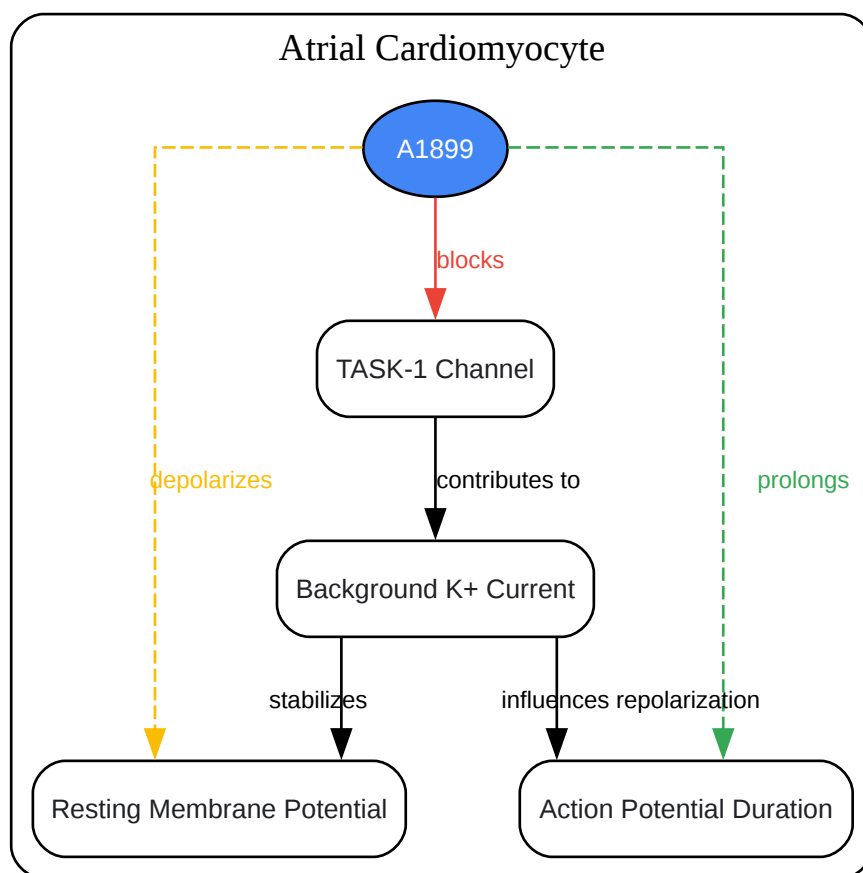 Atrial Cardiomyocyte
A1899
blocks
TASK-1 Channel
depolarizes
contributes to
prolongs
Background K+ Current
stabilizes
influences repolarization
Resting Membrane Potential
Action Potential Duration